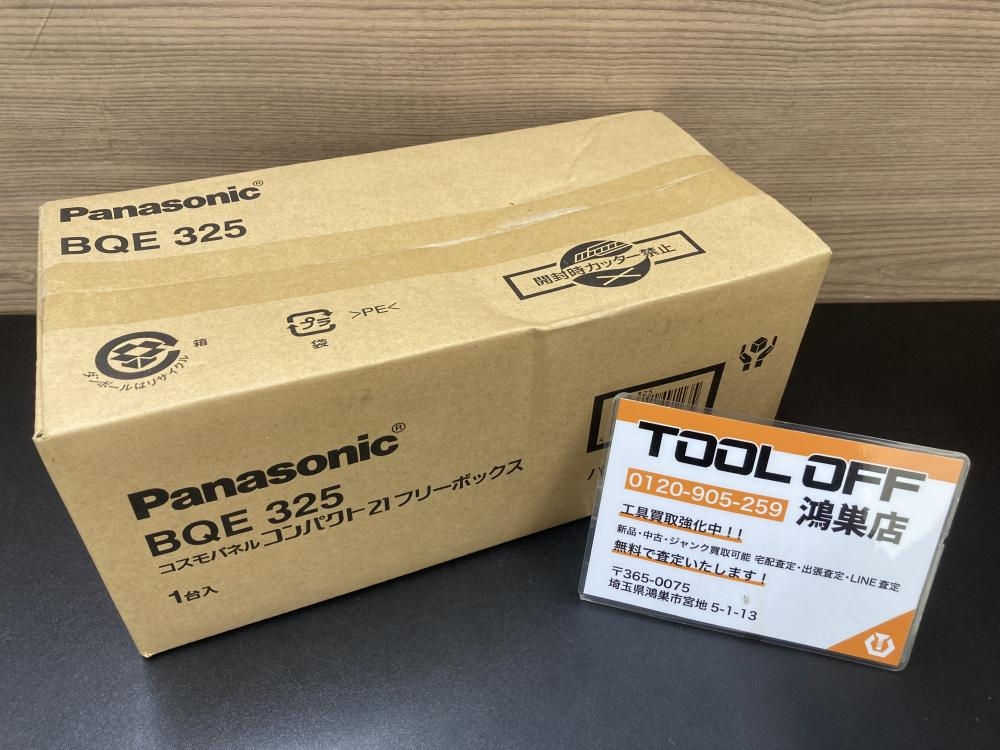 Panasonic®
BQE 325
開封時カッター禁止
プラ
>PE<
袋
箱
ダンボールはリサイクル
Panasonic®
BQE 325
コスモパネル コンパクト21 フリーボックス
1台入
325
TOOL OFF
0120-905-259
鴻巣店
工具買取強化中!!
新品・中古・ジャンク買取可能 宅配査定・出張査定・LINE査定
無料で査定いたします!
〒365-0075
埼玉県鴻巣市宮地 5-1-13